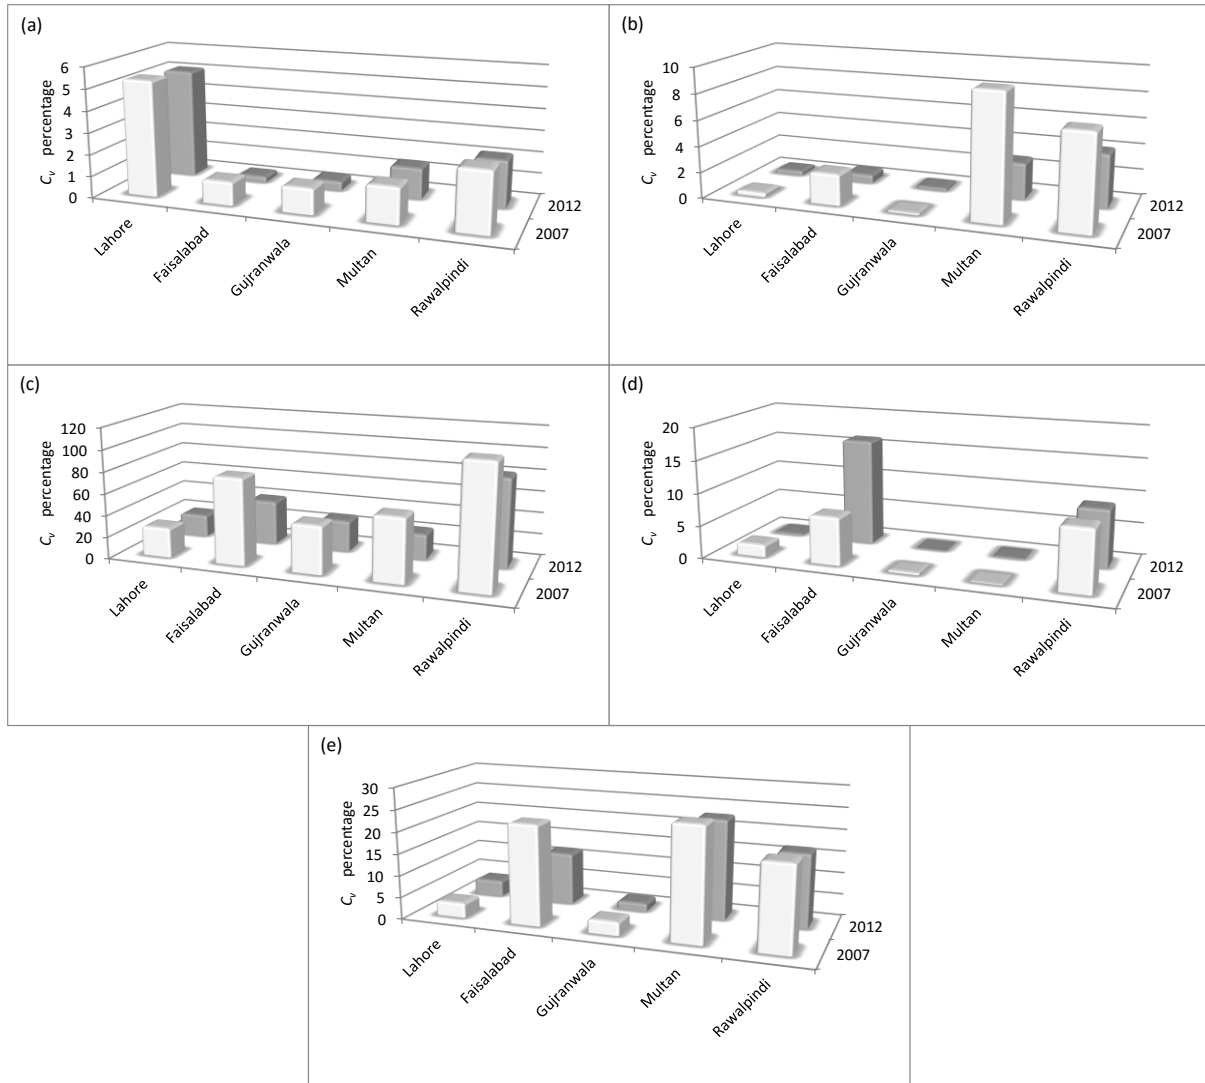 (a)
6
5
4
3
2
1
0
Cv percentage
Lahore
Faisalabad
Gujranwala
Multan
Rawalpindi
2012
2007
(b)
10
8
6
4
2
0
Cv percentage
Lahore
Faisalabad
Gujranwala
Multan
Rawalpindi
2012
2007
(c)
120
100
80
60
40
20
0
Cv percentage
Lahore
Faisalabad
Gujranwala
Multan
Rawalpindi
2012
2007
(d)
20
15
10
5
0
Cv percentage
Lahore
Faisalabad
Gujranwala
Multan
Rawalpindi
2012
2007
(e)
30
25
20
15
10
5
0
Cv percentage
Lahore
Faisalabad
Gujranwala
Multan
Rawalpindi
2012
2007